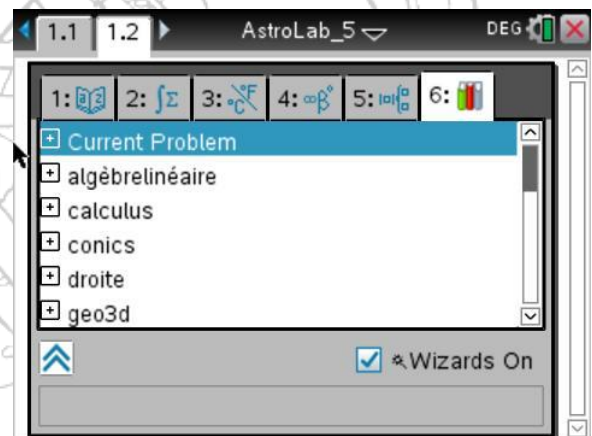 1.1 1.2 AstroLab_5 DEG
1: 2: ∫Σ 3: °C °F 4: ∞β° 5: 6:
Current Problem
algèbrelinéaire
calculus
conics
droite
geo3d
Wizards On